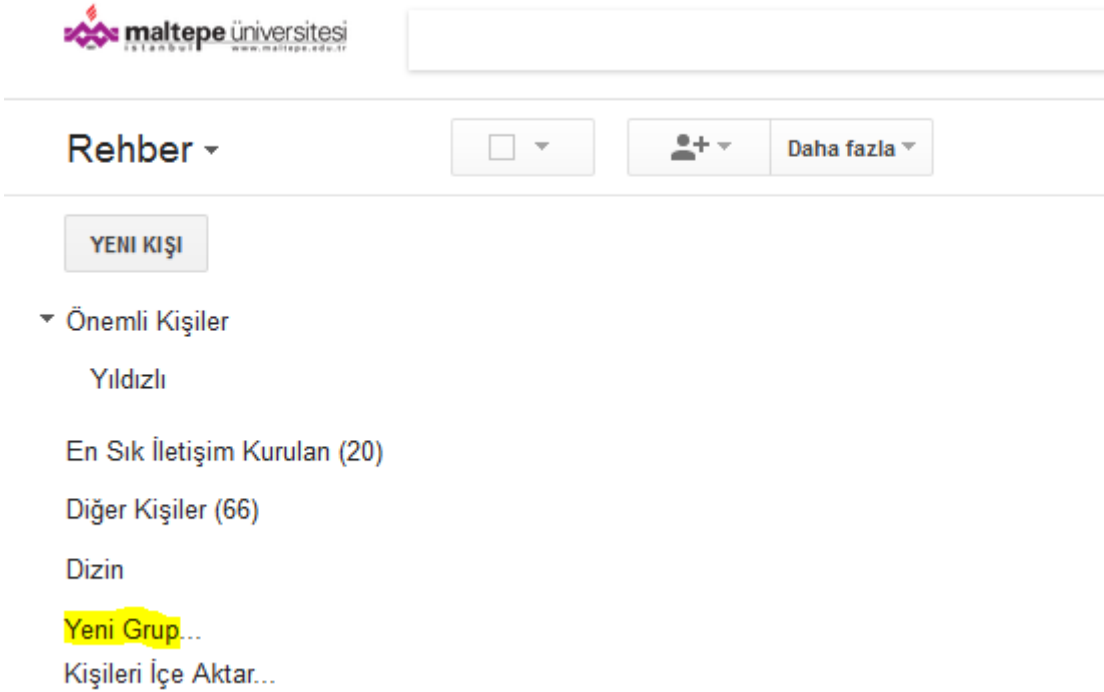 maltepe üniversitesi
istanbul www.maltepe.edu.tr
Rehber
Daha fazla
YENI KIŞI
Önemli Kişiler
Yıldızlı
En Sık İletişim Kurulan (20)
Diğer Kişiler (66)
Dizin
Yeni Grup...
Kişileri İçe Aktar...